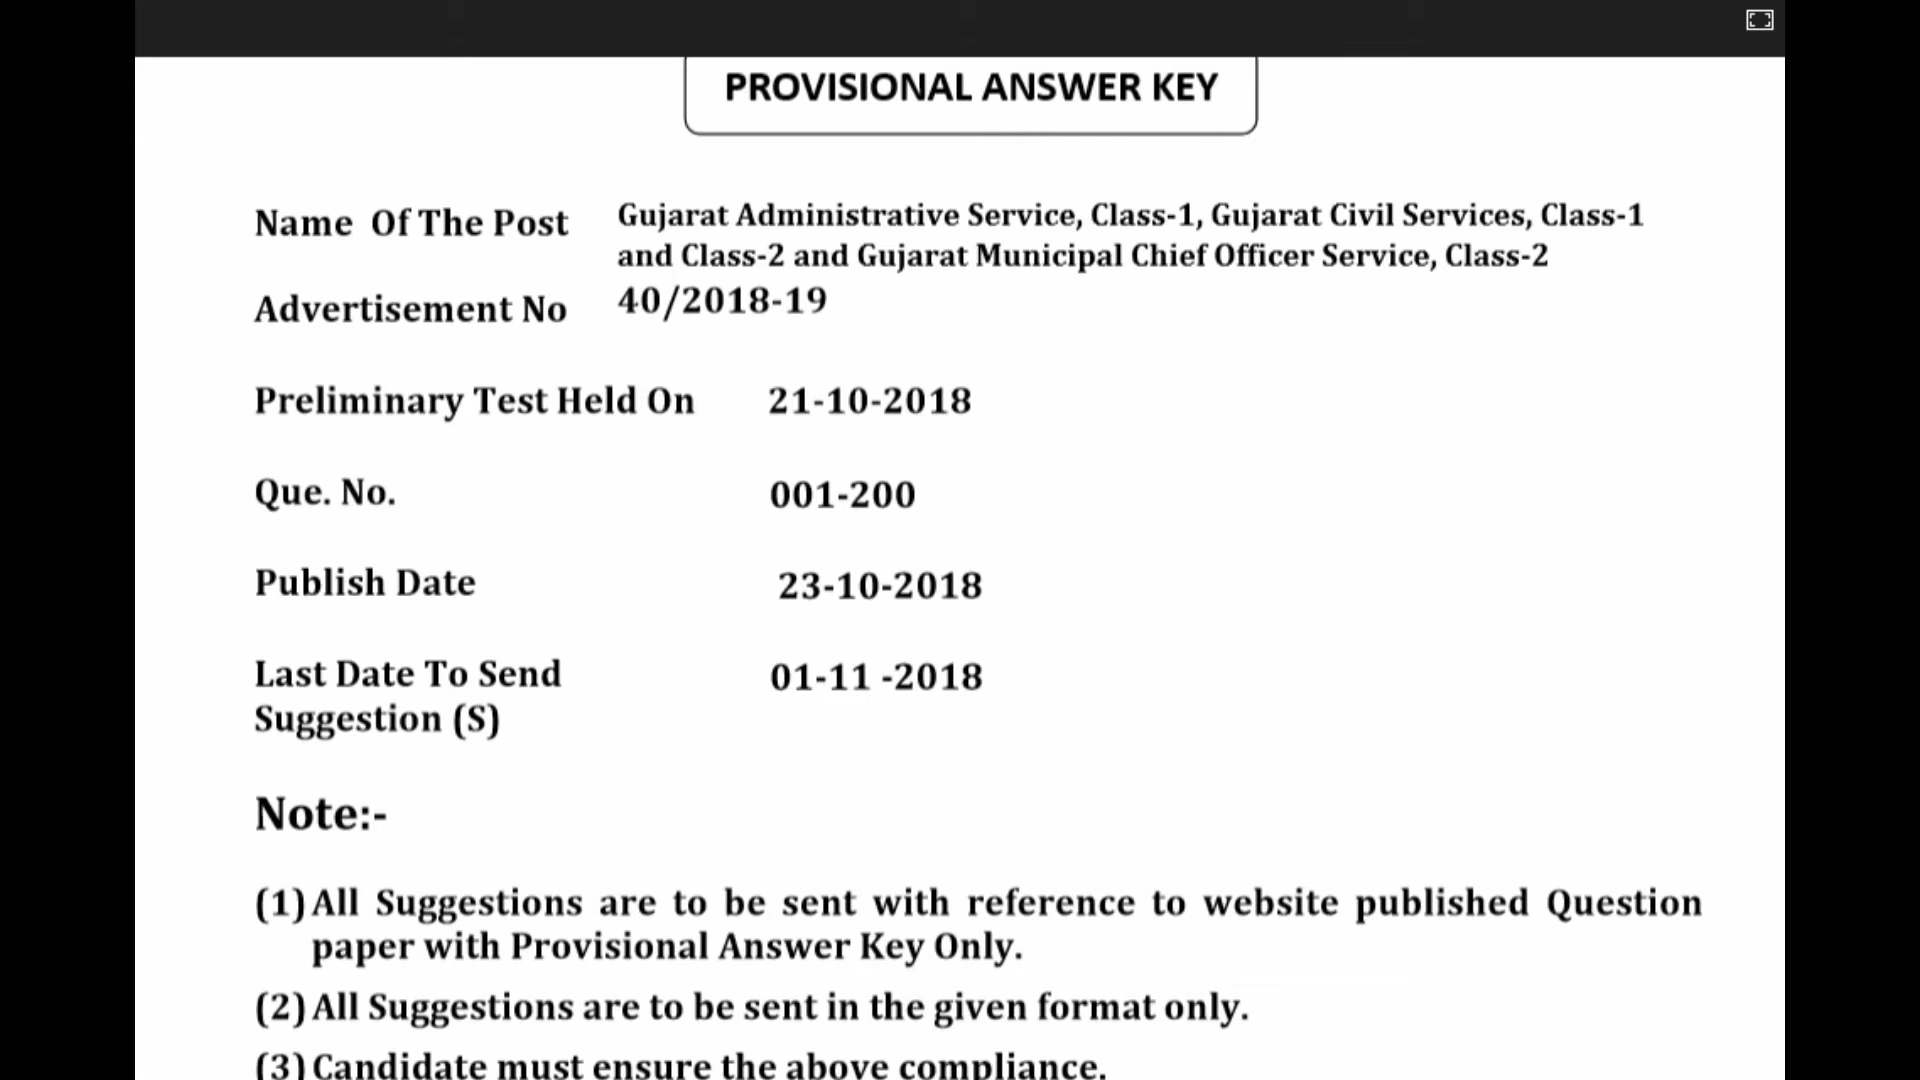 PROVISIONAL ANSWER KEY
Name Of The Post Gujarat Administrative Service, Class-1, Gujarat Civil Services, Class-1
and Class-2 and Gujarat Municipal Chief Officer Service, Class-2
Advertisement No 40/2018-19
Preliminary Test Held On 21-10-2018
Que. No. 001-200
Publish Date 23-10-2018
Last Date To Send 01-11 -2018
Suggestion (S)
Note:-
(1) All Suggestions are to be sent with reference to website published Question
paper with Provisional Answer Key Only.
(2) All Suggestions are to be sent in the given format only.
(3) Candidate must ensure the above compliance.